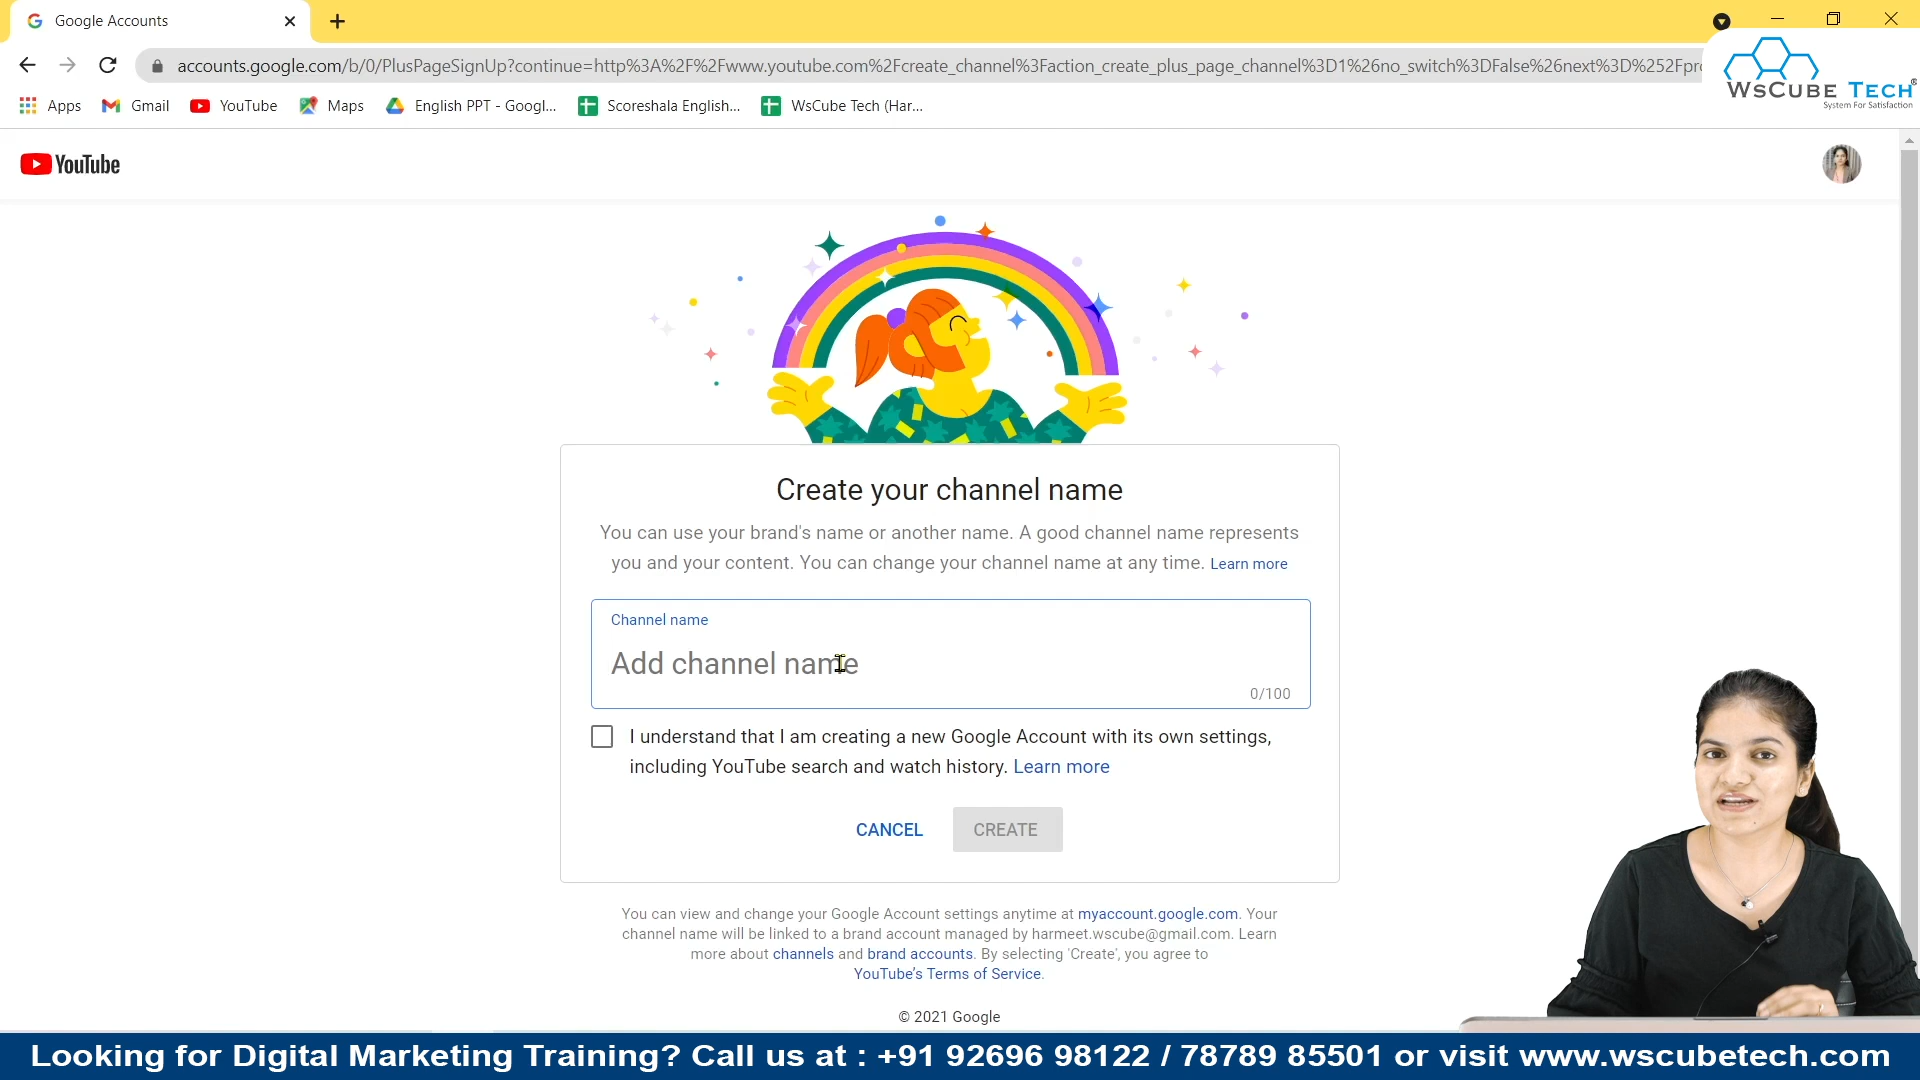 Google Accounts
accounts.google.com/b/0/PlusPageSignUp?continue=http%3A%2F%2Fwww.youtube.com%2Fcreate_channel%3Faction_create_plus_page_channel%3D1%26no_switch%3DFalse%26next%3D%252Fpr
WsCube Tech®
System For Satisfaction
Apps Gmail YouTube Maps English PPT - Googl... Scoreshala English... WsCube Tech (Har...
YouTube
Create your channel name
You can use your brand's name or another name. A good channel name represents
you and your content. You can change your channel name at any time. Learn more
Channel name
Add channel name
0/100
I understand that I am creating a new Google Account with its own settings,
including YouTube search and watch history. Learn more
CANCEL CREATE
You can view and change your Google Account settings anytime at myaccount.google.com. Your
channel name will be linked to a brand account managed by harmeet.wscube@gmail.com. Learn
more about channels and brand accounts. By selecting 'Create', you agree to
YouTube's Terms of Service.
© 2021 Google
Looking for Digital Marketing Training? Call us at : +91 92696 98122 / 78789 85501 or visit www.wscubetech.com